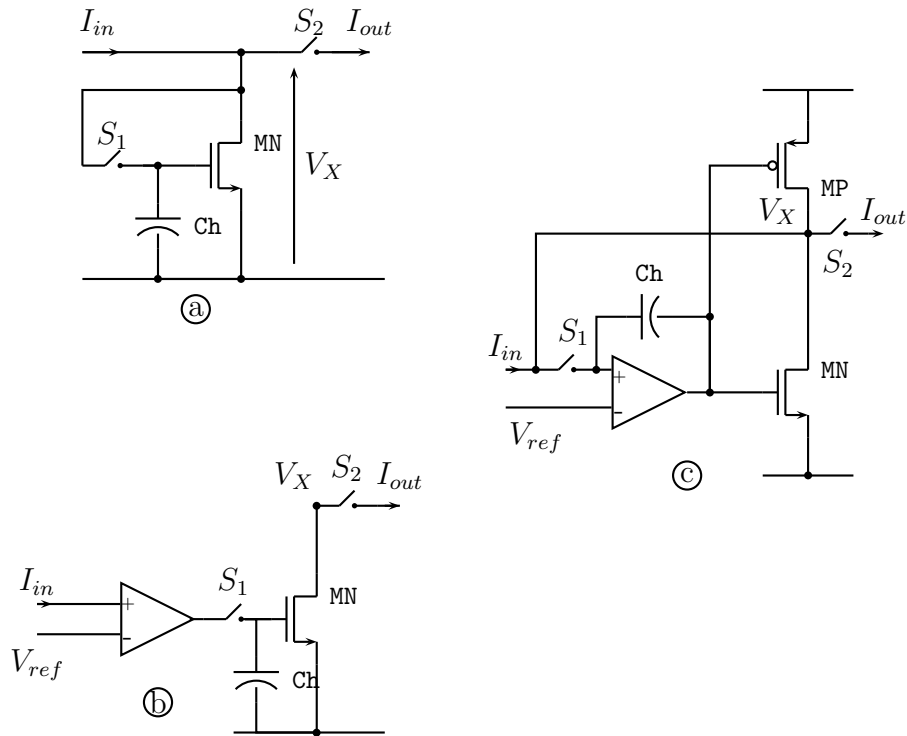 I_in
S_2
I_out
S_1
MN
V_X
Ch
a
MP
V_X
I_out
S_2
Ch
S_1
I_in
+
-
V_ref
MN
c
V_X
S_2
I_out
I_in
+
-
V_ref
S_1
MN
Ch
b